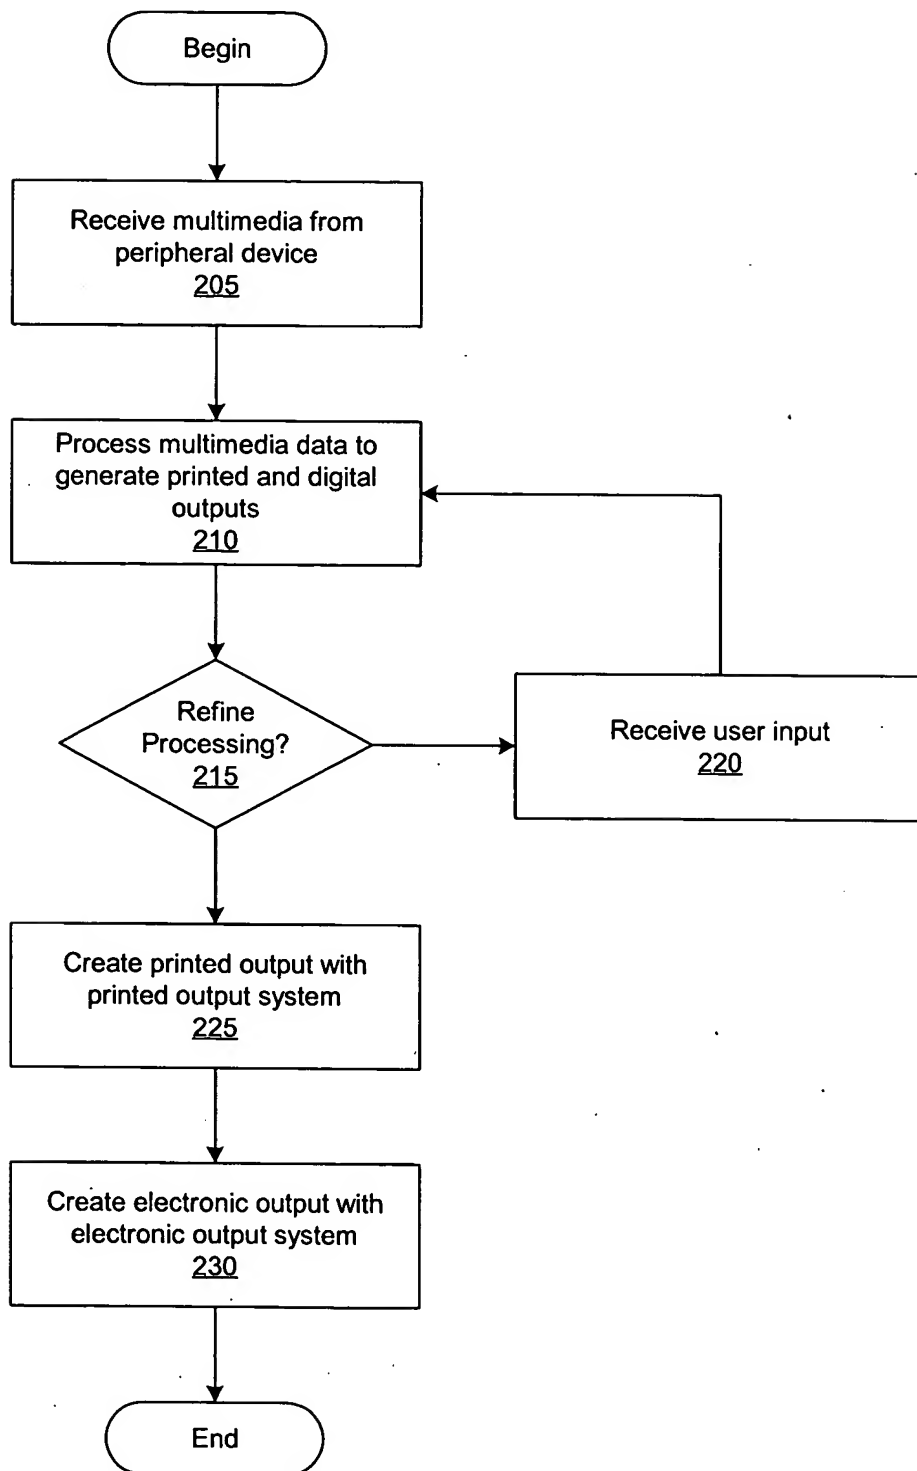 Begin
Receive multimedia from
peripheral device
205
Process multimedia data to
generate printed and digital
outputs
210
Refine
Processing?
215
Receive user input
220
Create printed output with
printed output system
225
Create electronic output with
electronic output system
230
End